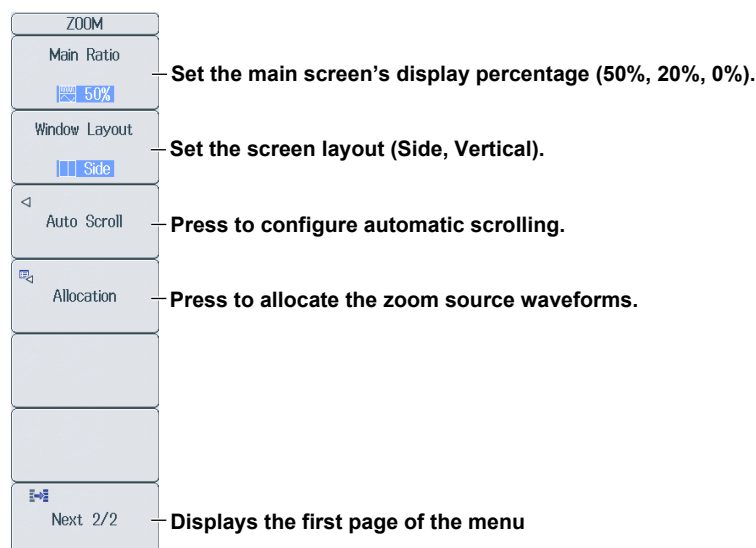 ZOOM
Main Ratio
50%
Set the main screen's display percentage (50%, 20%, 0%).
Window Layout
Side
Set the screen layout (Side, Vertical).
Auto Scroll
Press to configure automatic scrolling.
Allocation
Press to allocate the zoom source waveforms.
Next 2/2
Displays the first page of the menu